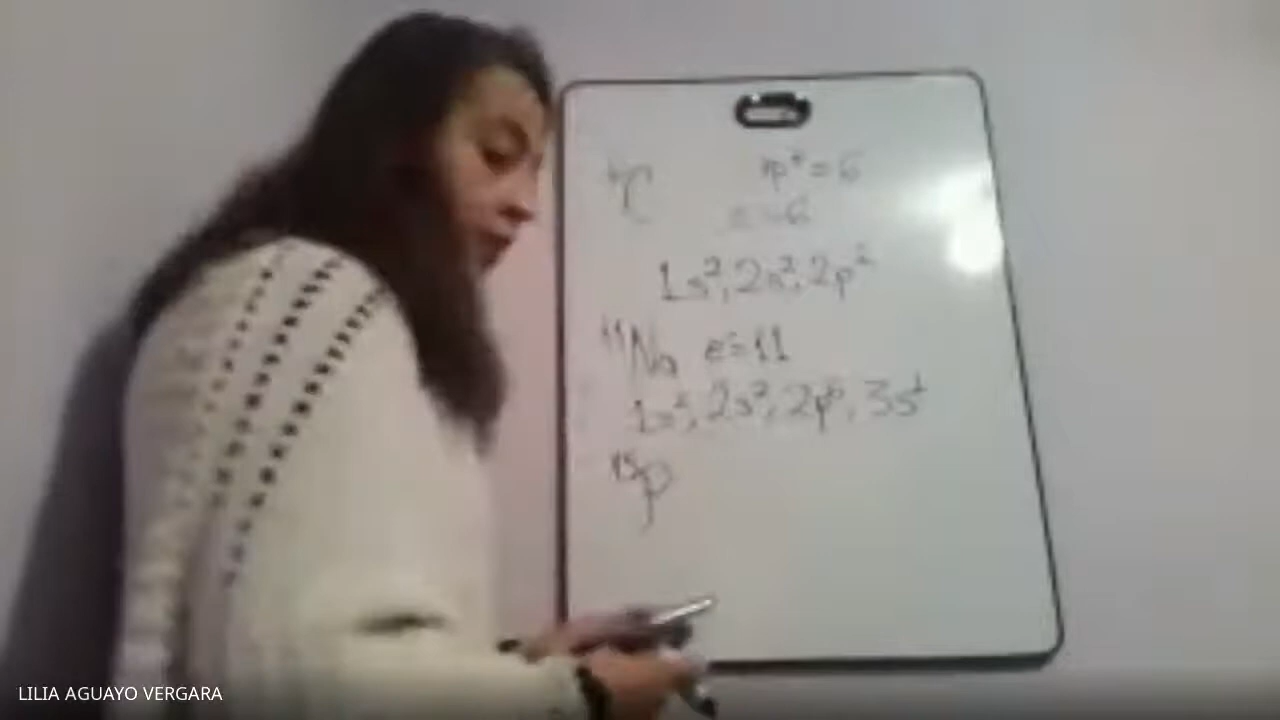 ⁶C p⁺=6
e⁻=6
1s², 2s², 2p²
¹¹Na e⁻=11
1s², 2s², 2p⁶, 3s¹
¹⁵P
LILIA AGUAYO VERGARA